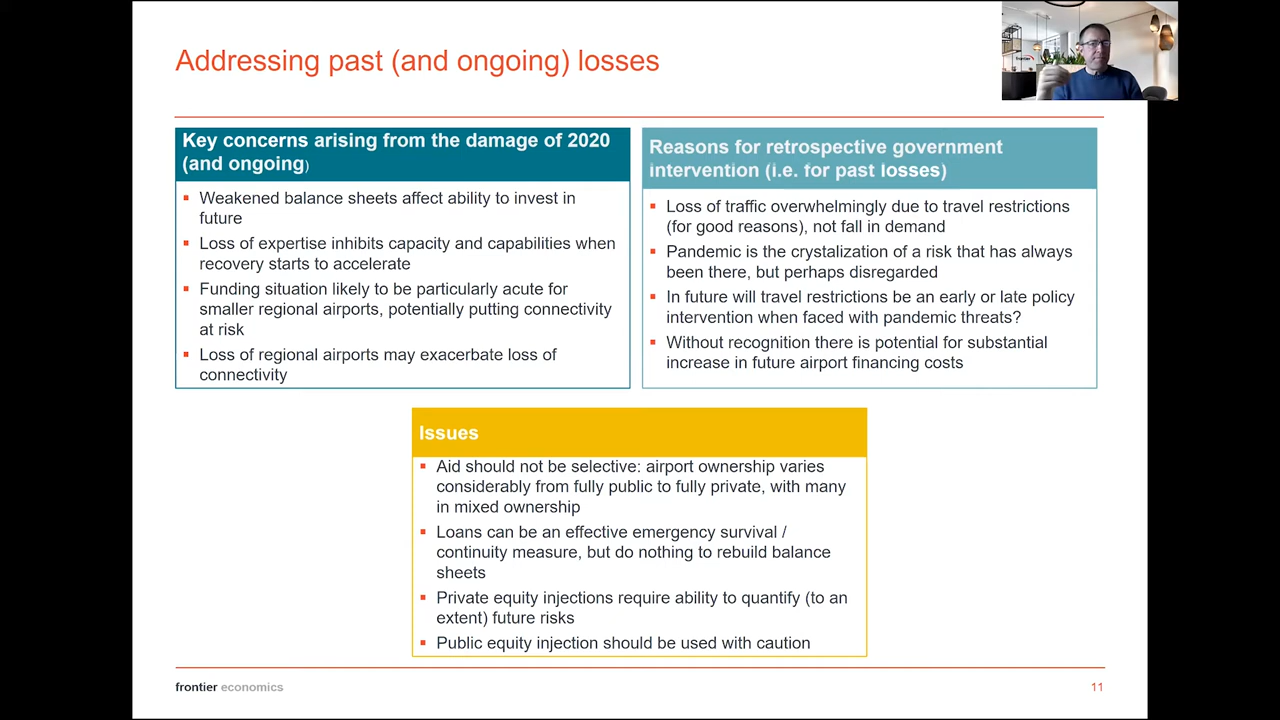 Addressing past (and ongoing) losses
Key concerns arising from the damage of 2020
(and ongoing)
▪ Weakened balance sheets affect ability to invest in
future
▪ Loss of expertise inhibits capacity and capabilities when
recovery starts to accelerate
▪ Funding situation likely to be particularly acute for
smaller regional airports, potentially putting connectivity
at risk
▪ Loss of regional airports may exacerbate loss of
connectivity
Reasons for retrospective government
intervention (i.e. for past losses)
▪ Loss of traffic overwhelmingly due to travel restrictions
(for good reasons), not fall in demand
▪ Pandemic is the crystalization of a risk that has always
been there, but perhaps disregarded
▪ In future will travel restrictions be an early or late policy
intervention when faced with pandemic threats?
▪ Without recognition there is potential for substantial
increase in future airport financing costs
Issues
▪ Aid should not be selective: airport ownership varies
considerably from fully public to fully private, with many
in mixed ownership
▪ Loans can be an effective emergency survival /
continuity measure, but do nothing to rebuild balance
sheets
▪ Private equity injections require ability to quantify (to an
extent) future risks
▪ Public equity injection should be used with caution
frontier economics
11